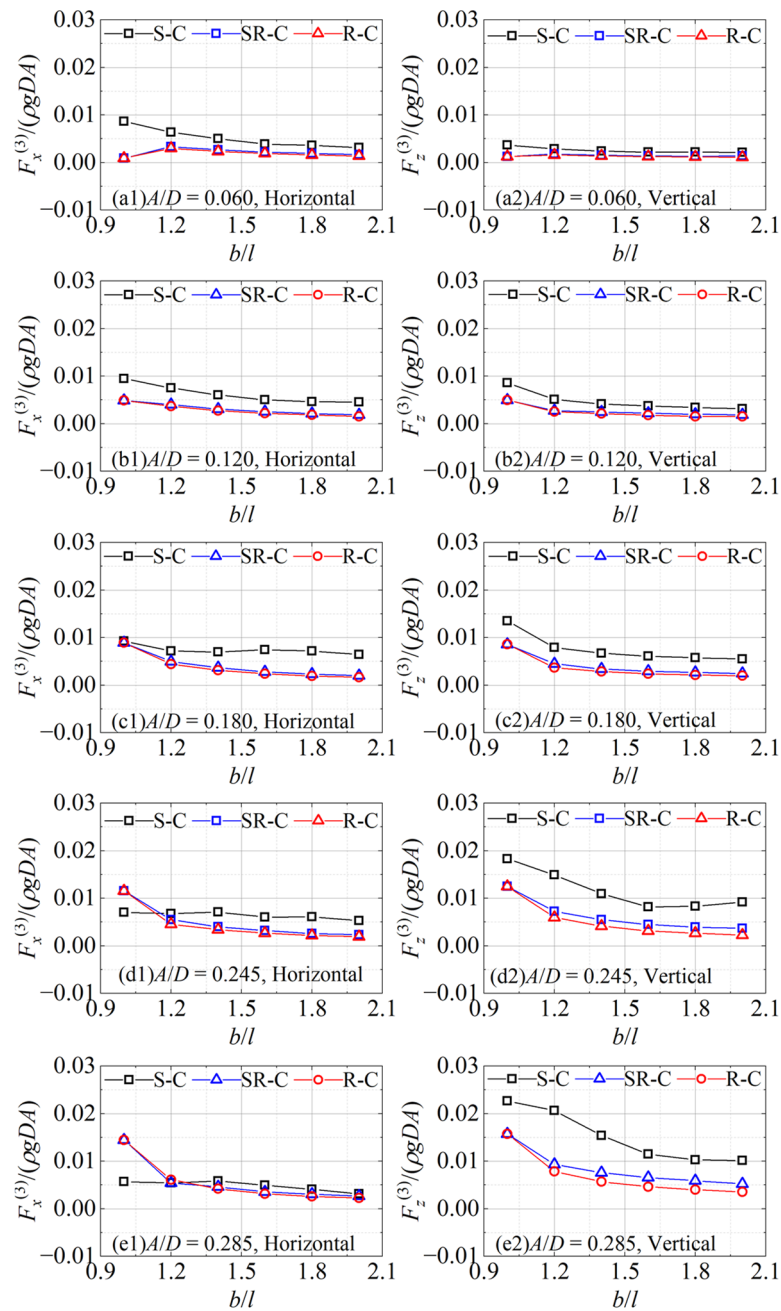 0.03
S-C SR-C R-C
0.02
0.01
0.00
−0.01
Fx(3)/(ρgDA)
(a1)A/D = 0.060, Horizontal
0.9 1.2 1.5 1.8 2.1
b/l
0.03
S-C SR-C R-C
0.02
0.01
0.00
−0.01
Fz(3)/(ρgDA)
(a2)A/D = 0.060, Vertical
0.9 1.2 1.5 1.8 2.1
b/l
0.03
S-C SR-C R-C
0.02
0.01
0.00
−0.01
Fx(3)/(ρgDA)
(b1)A/D = 0.120, Horizontal
0.9 1.2 1.5 1.8 2.1
b/l
0.03
S-C SR-C R-C
0.02
0.01
0.00
−0.01
Fz(3)/(ρgDA)
(b2)A/D = 0.120, Vertical
0.9 1.2 1.5 1.8 2.1
b/l
0.03
S-C SR-C R-C
0.02
0.01
0.00
−0.01
Fx(3)/(ρgDA)
(c1)A/D = 0.180, Horizontal
0.9 1.2 1.5 1.8 2.1
b/l
0.03
S-C SR-C R-C
0.02
0.01
0.00
−0.01
Fz(3)/(ρgDA)
(c2)A/D = 0.180, Vertical
0.9 1.2 1.5 1.8 2.1
b/l
0.03
S-C SR-C R-C
0.02
0.01
0.00
−0.01
Fx(3)/(ρgDA)
(d1)A/D = 0.245, Horizontal
0.9 1.2 1.5 1.8 2.1
b/l
0.03
S-C SR-C R-C
0.02
0.01
0.00
−0.01
Fz(3)/(ρgDA)
(d2)A/D = 0.245, Vertical
0.9 1.2 1.5 1.8 2.1
b/l
0.03
S-C SR-C R-C
0.02
0.01
0.00
−0.01
Fx(3)/(ρgDA)
(e1)A/D = 0.285, Horizontal
0.9 1.2 1.5 1.8 2.1
b/l
0.03
S-C SR-C R-C
0.02
0.01
0.00
−0.01
Fz(3)/(ρgDA)
(e2)A/D = 0.285, Vertical
0.9 1.2 1.5 1.8 2.1
b/l